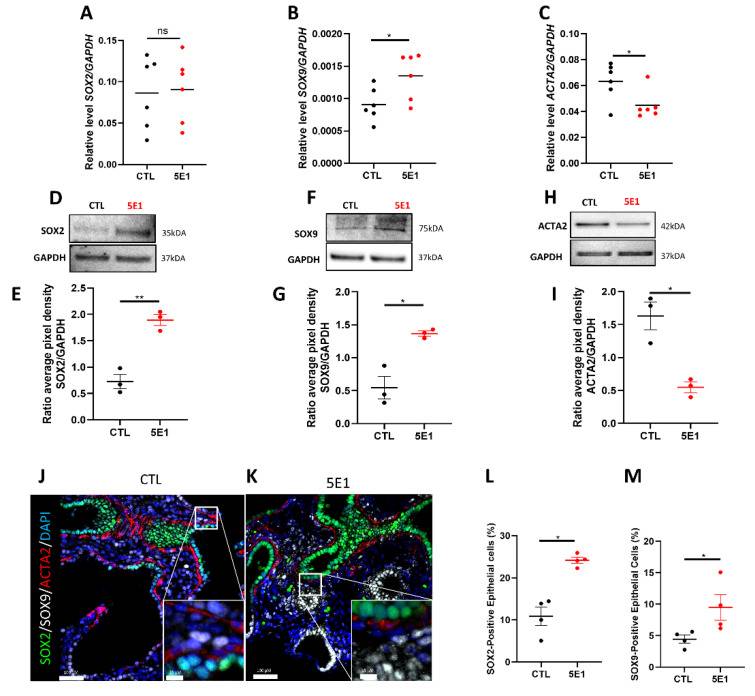 A
ns
Relative level SOX2/GAPDH
0.15
0.10
0.05
0.00
CTL
5E1
B
*
Relative level SOX9/GAPDH
0.0020
0.0015
0.0010
0.0005
0.0000
CTL
5E1
C
*
Relative level ACTA2/GAPDH
0.10
0.08
0.06
0.04
0.02
0.00
CTL
5E1
D
CTL 5E1
SOX2 35kDA
GAPDH 37kDA
F
CTL 5E1
SOX9 75kDA
GAPDH 37kDA
H
CTL 5E1
ACTA2 42kDA
GAPDH 37kDA
E
**
Ratio average pixel density
SOX2/GAPDH
2.5
2.0
1.5
1.0
0.5
0.0
CTL
5E1
G
*
Ratio average pixel density
SOX9/GAPDH
2.0
1.5
1.0
0.5
0.0
CTL
5E1
I
*
Ratio average pixel density
ACTA2/GAPDH
2.0
1.5
1.0
0.5
0.0
CTL
5E1
J
CTL
K
5E1
SOX2/SOX9/ACTA2/DAPI
100 µm
L
*
SOX2-Positive Epithelial cells (%)
30
20
10
0
CTL
5E1
M
*
SOX9-Positive Epithelial Cells (%)
20
15
10
5
0
CTL
5E1